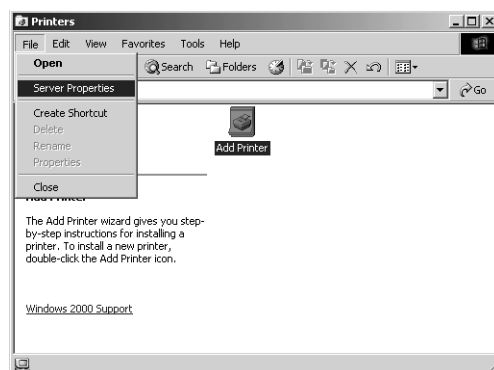 Printers
File Edit View Favorites Tools Help
Open
Search Folders
Server Properties
Go
Create Shortcut
Delete
Rename
Properties
Close
Add Printer
The Add Printer wizard gives you step-
by-step instructions for installing a
printer. To install a new printer,
double-click the Add Printer icon.
Windows 2000 Support